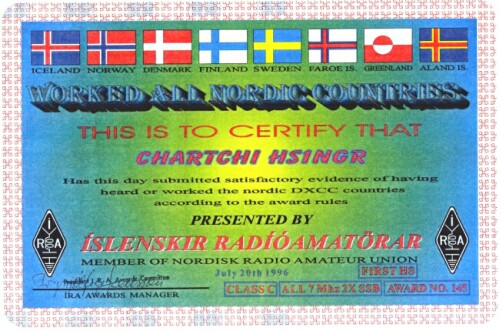 ICELAND NORWAY DENMARK FINLAND SWEDEN FAROE IS. GREENLAND ALAND IS.
WORKED ALL NORDIC COUNTRIES
THIS IS TO CERTIFY THAT
CHARTCHI HSINGR
Has this day submitted satisfactory evidence of having
heard or worked the nordic DXCC countries
according to the award rules
PRESENTED BY
ÍSLENSKIR RADÍÓAMATÖRAR
MEMBER OF NORDISK RADIO AMATEUR UNION
July 20th 1996
FIRST HS
ÍRA AWARDS MANAGER
CLASS C ALL 7 Mhz 2X SSB AWARD NO. 145
ÍRA
ÍRA